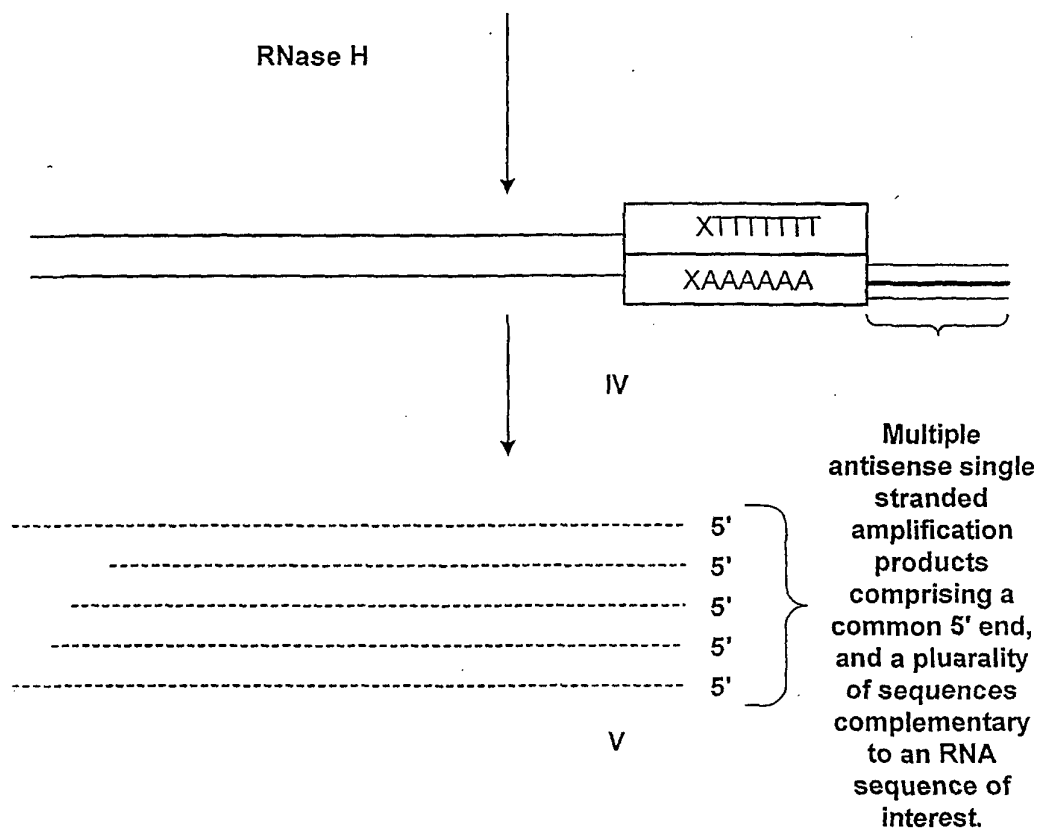 RNase H
XTTTTTTT
XAAAAAA
IV
Multiple
antisense single
stranded
amplification
products
comprising a
common 5' end,
and a pluarality
of sequences
complementary
to an RNA
sequence of
interest.
5'
5'
5'
5'
5'
V